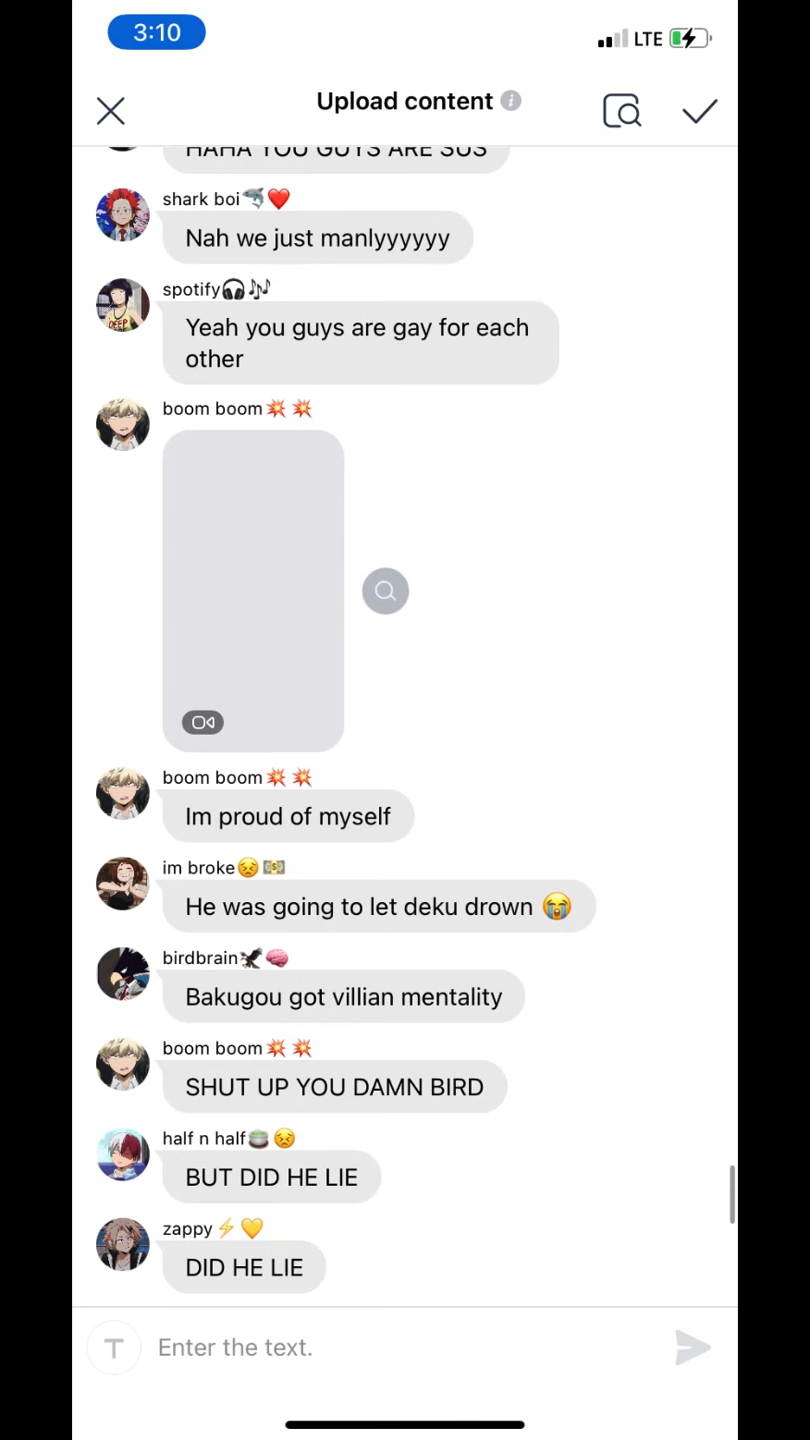 3:10
LTE
Upload content
HAHA YOU GUYS ARE SUS
shark boi🦈❤️
Nah we just manlyyyyyy
spotify🎧🎶
Yeah you guys are gay for each
other
boom boom💥💥
boom boom💥💥
Im proud of myself
im broke😣💵
He was going to let deku drown 😭
birdbrain🦅🧠
Bakugou got villian mentality
boom boom💥💥
SHUT UP YOU DAMN BIRD
half n half🍵😣
BUT DID HE LIE
zappy⚡💛
DID HE LIE
T
Enter the text.